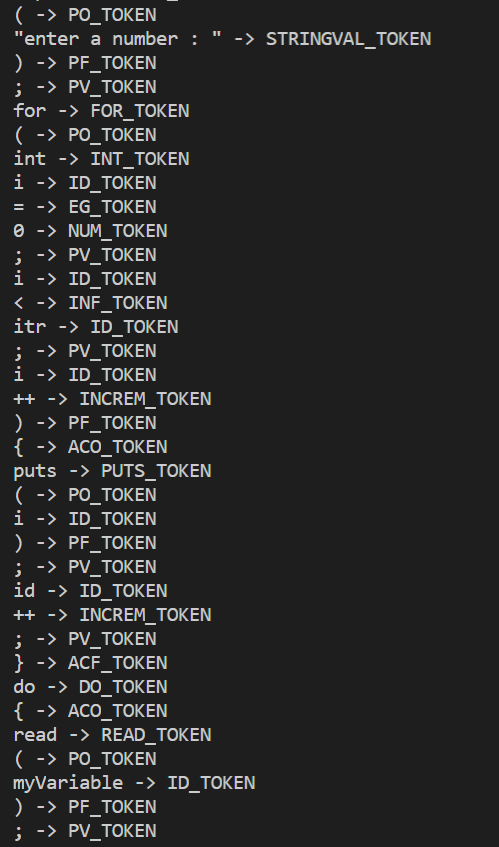 ( -> PO_TOKEN
"enter a number : " -> STRINGVAL_TOKEN
) -> PF_TOKEN
; -> PV_TOKEN
for -> FOR_TOKEN
( -> PO_TOKEN
int -> INT_TOKEN
i -> ID_TOKEN
= -> EG_TOKEN
0 -> NUM_TOKEN
; -> PV_TOKEN
i -> ID_TOKEN
< -> INF_TOKEN
itr -> ID_TOKEN
; -> PV_TOKEN
i -> ID_TOKEN
++ -> INCREM_TOKEN
) -> PF_TOKEN
{ -> ACO_TOKEN
puts -> PUTS_TOKEN
( -> PO_TOKEN
i -> ID_TOKEN
) -> PF_TOKEN
; -> PV_TOKEN
id -> ID_TOKEN
++ -> INCREM_TOKEN
; -> PV_TOKEN
} -> ACF_TOKEN
do -> DO_TOKEN
{ -> ACO_TOKEN
read -> READ_TOKEN
( -> PO_TOKEN
myVariable -> ID_TOKEN
) -> PF_TOKEN
; -> PV_TOKEN